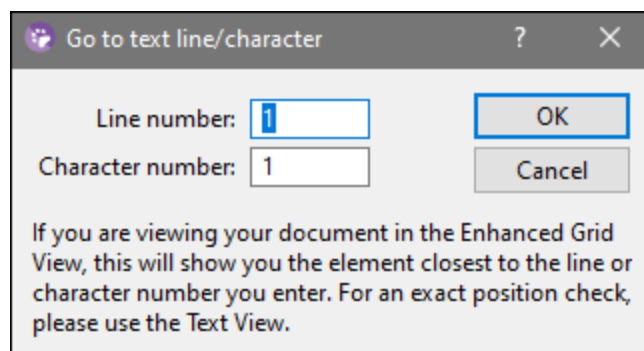 Go to text line/character ?
Line number: 1 OK
Character number: 1 Cancel
If you are viewing your document in the Enhanced Grid
View, this will show you the element closest to the line or
character number you enter. For an exact position check,
please use the Text View.